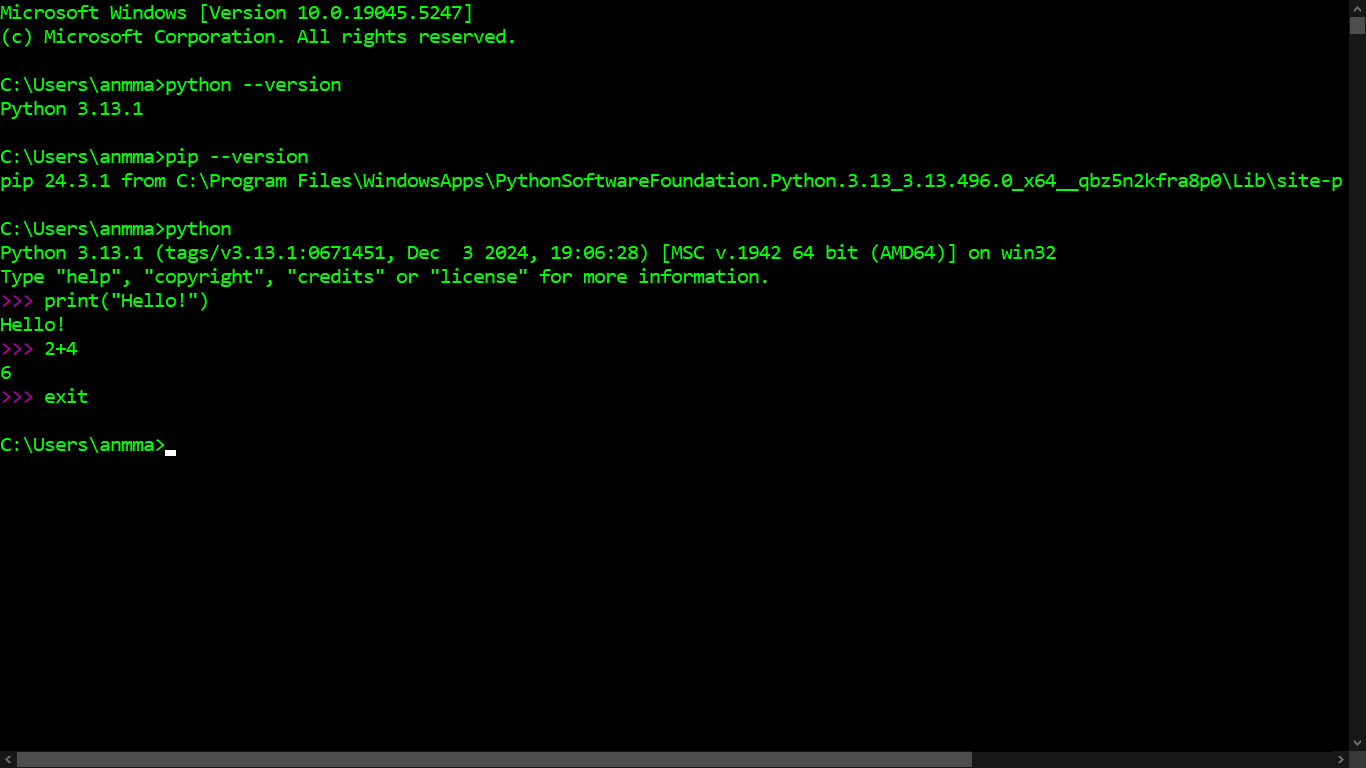 Microsoft Windows [Version 10.0.19045.5247]
(c) Microsoft Corporation. All rights reserved.
C:\Users\anmma>python --version
Python 3.13.1
C:\Users\anmma>pip --version
pip 24.3.1 from C:\Program Files\WindowsApps\PythonSoftwareFoundation.Python.3.13_3.13.496.0_x64__qbz5n2kfra8p0\Lib\site-p
C:\Users\anmma>python
Python 3.13.1 (tags/v3.13.1:0671451, Dec  3 2024, 19:06:28) [MSC v.1942 64 bit (AMD64)] on win32
Type "help", "copyright", "credits" or "license" for more information.
>>> print("Hello!")
Hello!
>>> 2+4
6
>>> exit
C:\Users\anmma>